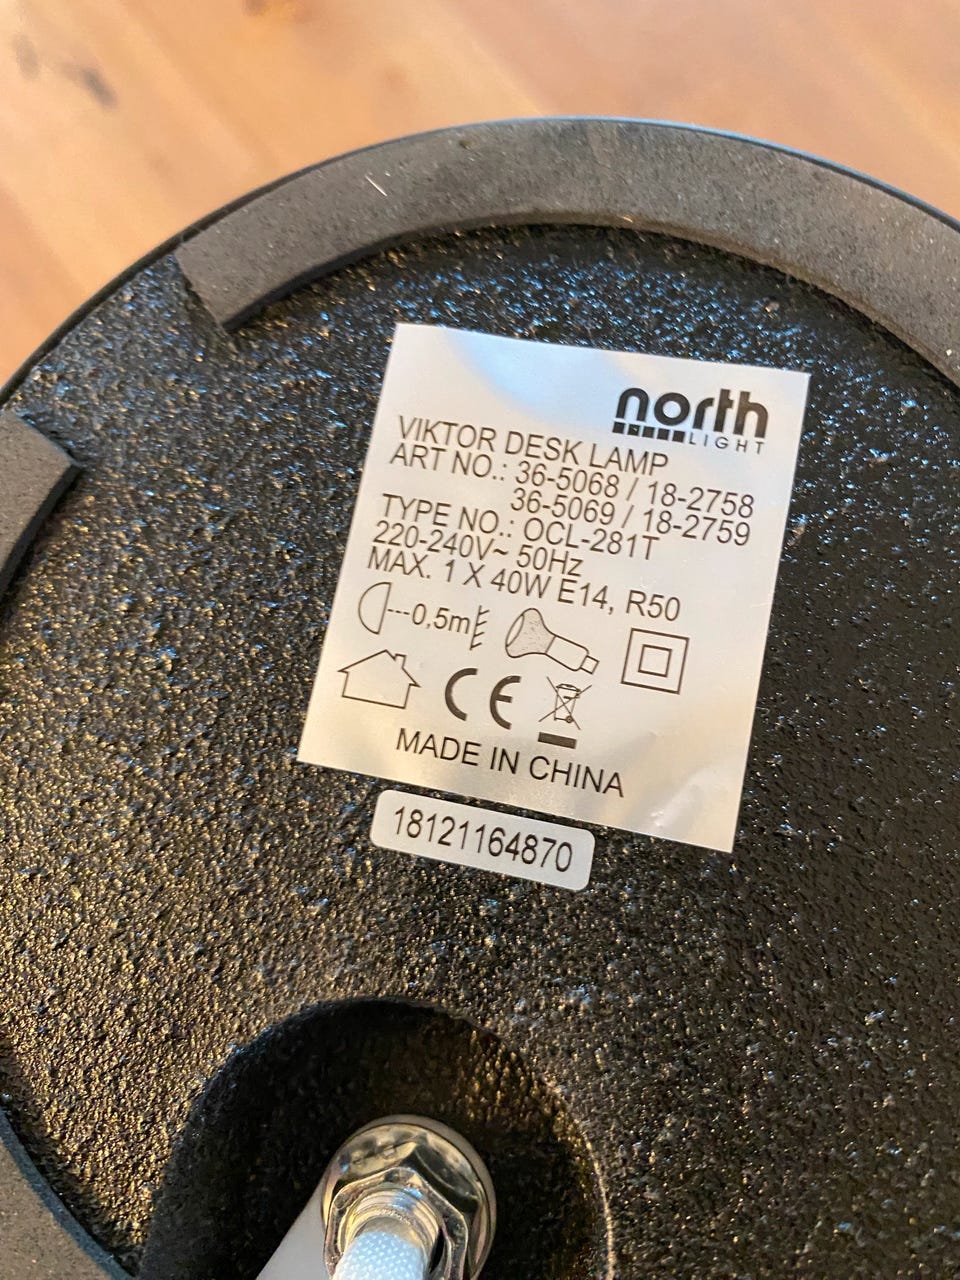 north
LIGHT
VIKTOR DESK LAMP
ART NO.: 36-5068 / 18-2758
36-5069 / 18-2759
TYPE NO.: OCL-281T
220-240V~ 50Hz
MAX. 1 X 40W E14, R50
0,5m
CE
MADE IN CHINA
18121164870